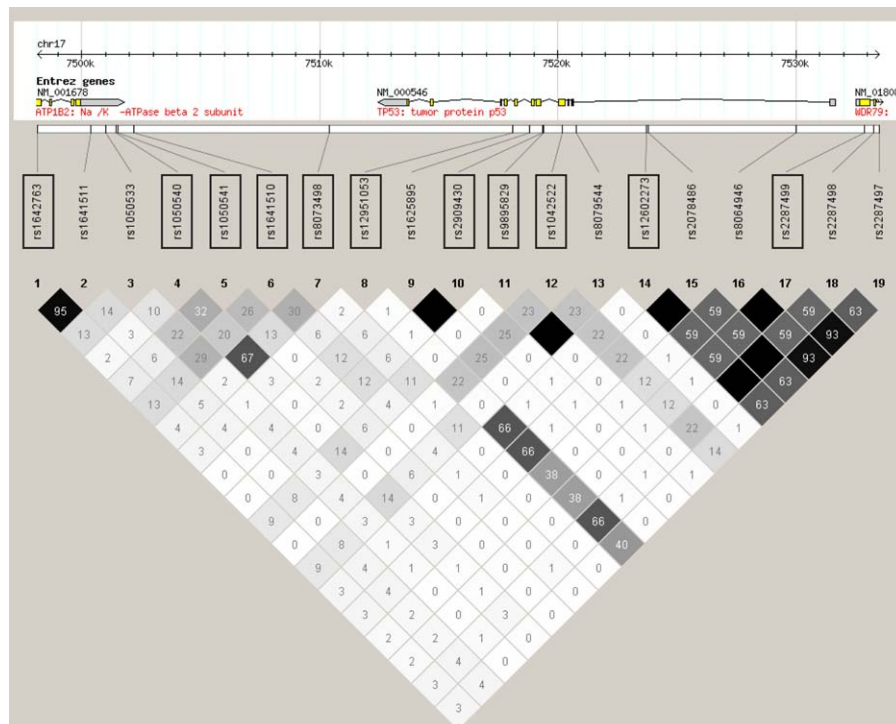 chr17
7500k 7510k 7520k 7530k
Entrez genes
NM_001678 NM_000546 NM_01808
ATP1B2: Na /K -ATPase beta 2 subunit TP53: tumor protein p53 WDR79:
rs1642763
rs1641511
rs1050533
rs1050540
rs1050541
rs1641510
rs8073498
rs12951053
rs1625895
rs2909430
rs9895829
rs1042522
rs8079544
rs12602273
rs2078486
rs8064946
rs2287499
rs2287498
rs2287497
1 2 3 4 5 6 7 8 9 10 11 12 13 14 15 16 17 18 19
95 14 10 32 26 30 2 1 0 23 23 0 59 59 63
13 3 22 20 13 6 6 1 0 25 22 0 59 59 59 93
2 6 29 67 0 12 6 0 25 0 0 22 1 59 93
7 14 2 3 2 12 11 22 0 1 0 12 1 63
13 5 1 0 2 4 1 0 0 1 1 12 0 63
4 4 4 0 6 0 11 66 1 0 1 22 1
3 0 4 14 0 4 0 66 0 0 0 14
0 0 3 0 6 1 0 38 0 1 0
0 8 4 14 0 1 0 38 1 0
9 0 3 3 0 0 0 66 0
0 8 1 3 0 0 0 40
9 4 4 0 0 1 0
3 4 0 0 0 0
3 2 0 3 0
2 2 1 0
2 4 0
3 4
3